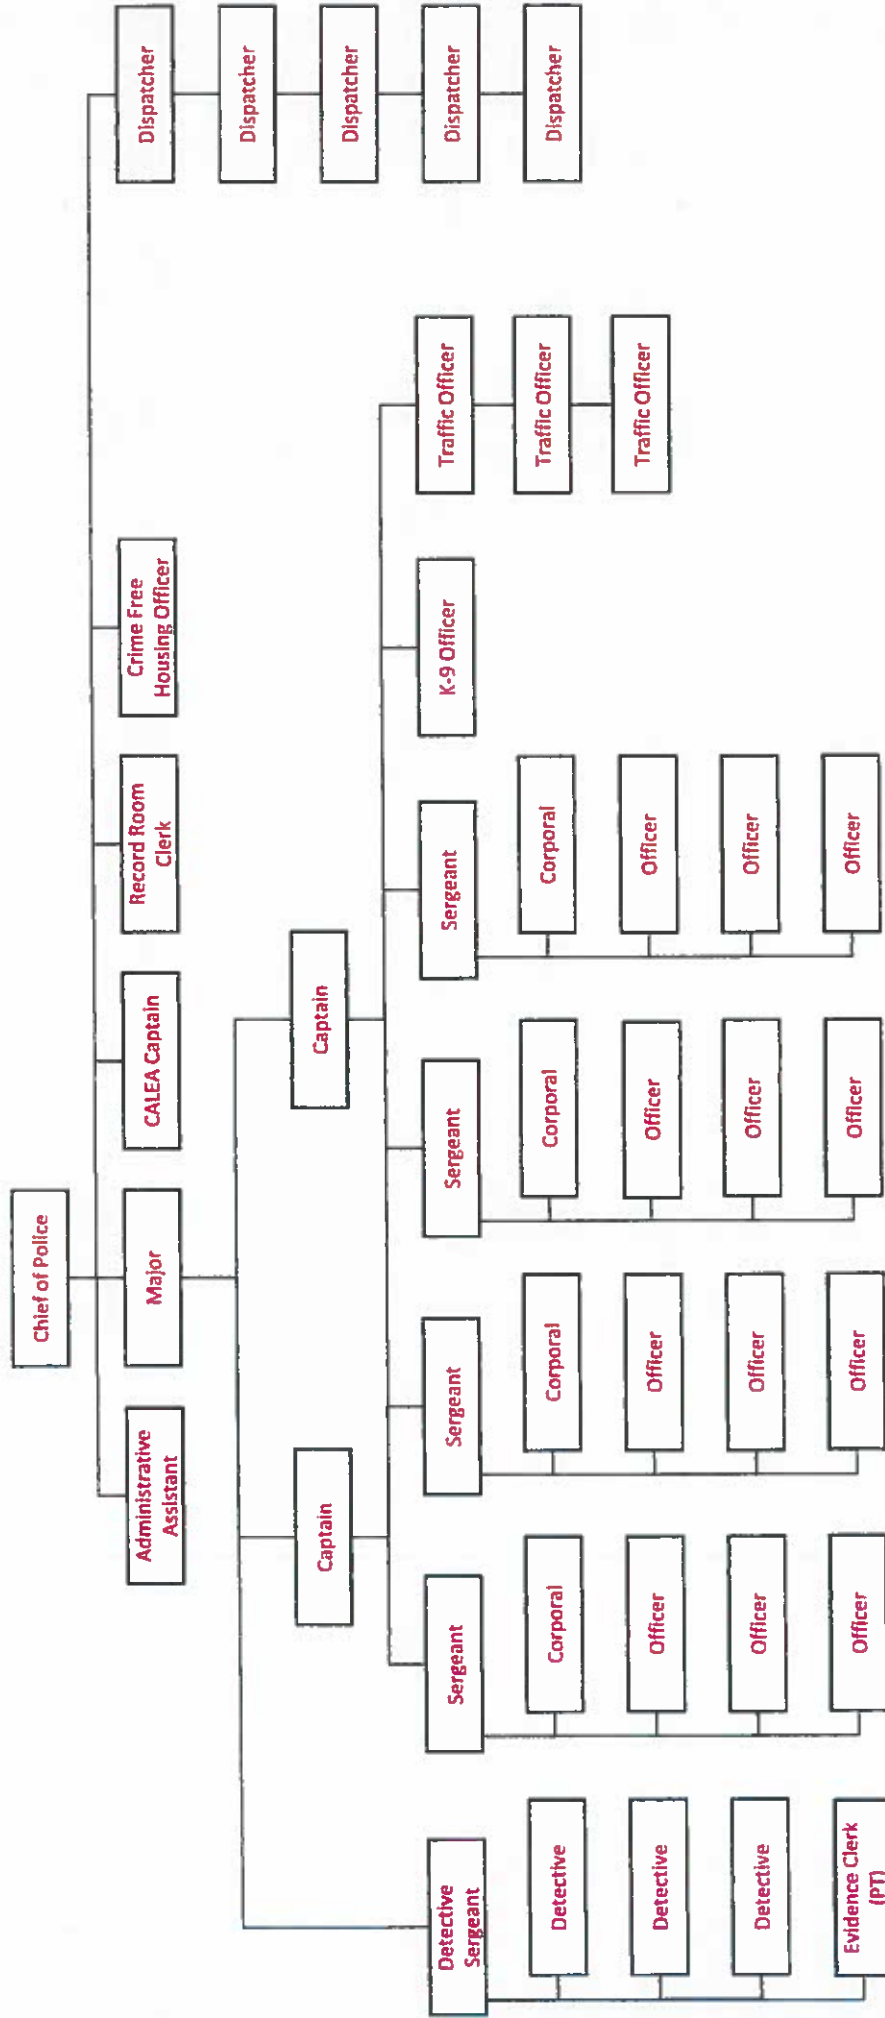 Chief of Police
Administrative
Assistant
Major
CALEA Captain
Record Room
Clerk
Crime Free
Housing Officer
Dispatcher
Dispatcher
Dispatcher
Dispatcher
Dispatcher
Captain
Captain
Detective
Sergeant
Sergeant
Sergeant
Sergeant
Sergeant
K-9 Officer
Traffic Officer
Traffic Officer
Traffic Officer
Detective
Detective
Detective
Evidence Clerk
(PT)
Corporal
Officer
Officer
Officer
Corporal
Officer
Officer
Officer
Corporal
Officer
Officer
Officer
Corporal
Officer
Officer
Officer